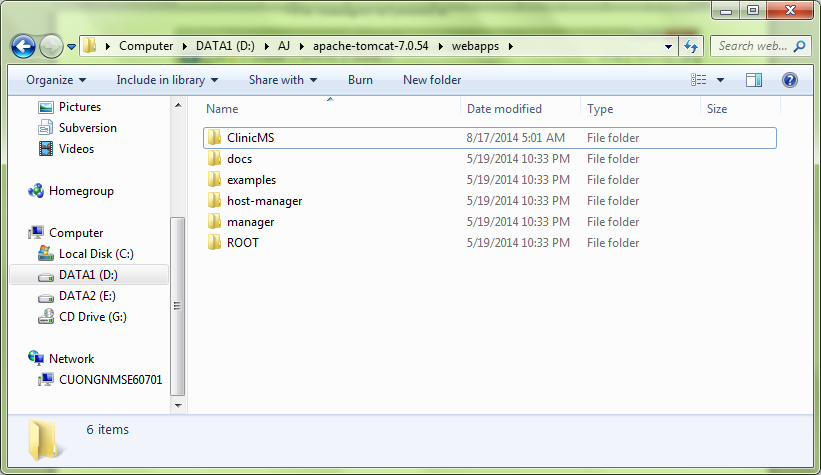 Computer ▸ DATA1 (D:) ▸ AJ ▸ apache-tomcat-7.0.54 ▸ webapps ▸
Search web...
Organize Include in library Share with Burn New folder
Name Date modified Type Size
Pictures
Subversion
Videos
Homegroup
Computer
Local Disk (C:)
DATA1 (D:)
DATA2 (E:)
CD Drive (G:)
Network
CUONGNMSE60701
ClinicMS 8/17/2014 5:01 AM File folder
docs 5/19/2014 10:33 PM File folder
examples 5/19/2014 10:33 PM File folder
host-manager 5/19/2014 10:33 PM File folder
manager 5/19/2014 10:33 PM File folder
ROOT 5/19/2014 10:33 PM File folder
6 items